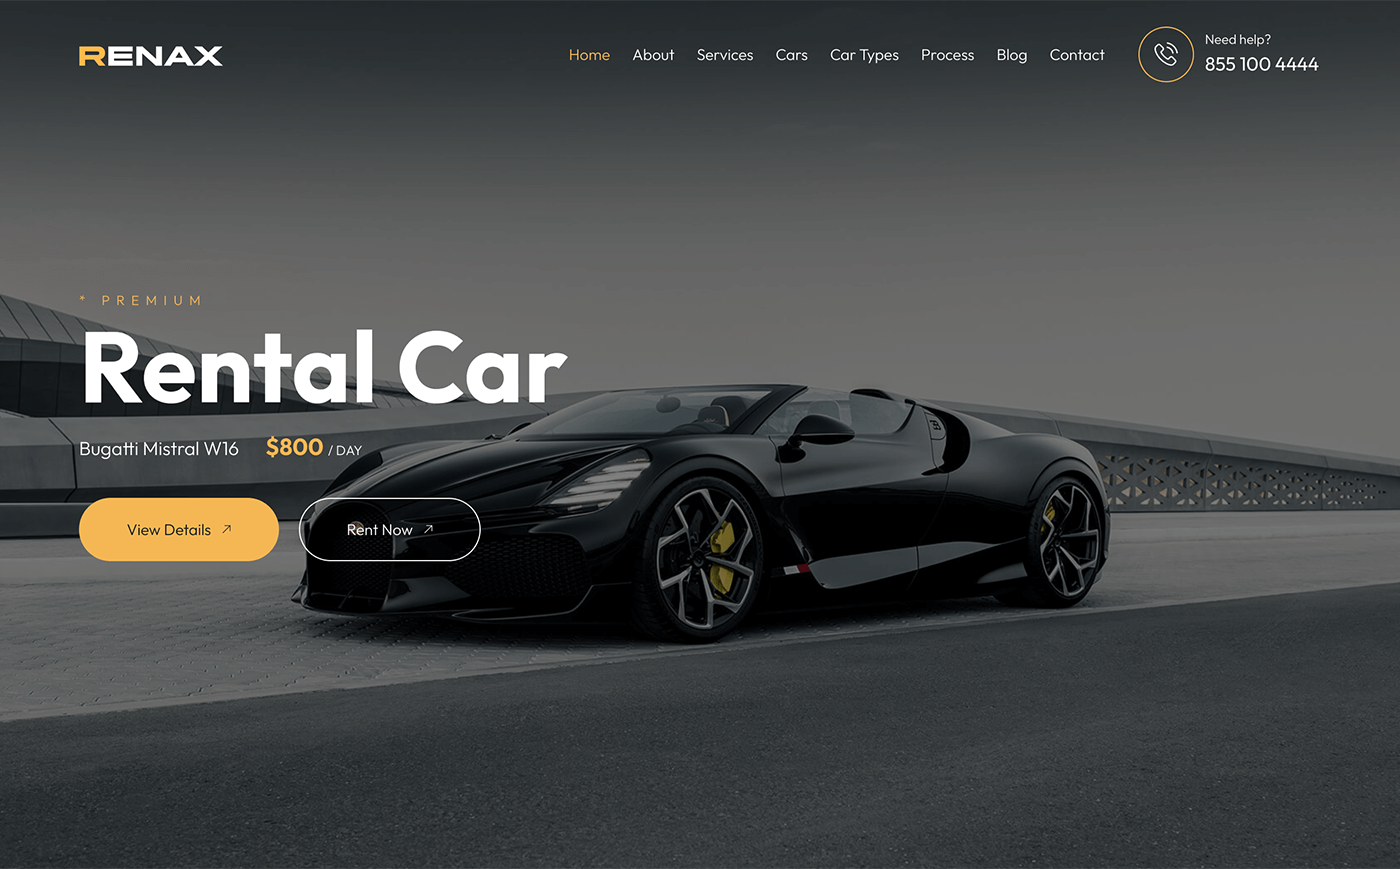 RENAX
Home About Services Cars Car Types Process Blog Contact
Need help?
855 100 4444
* PREMIUM
Rental Car
Bugatti Mistral W16 $800 / DAY
View Details Rent Now